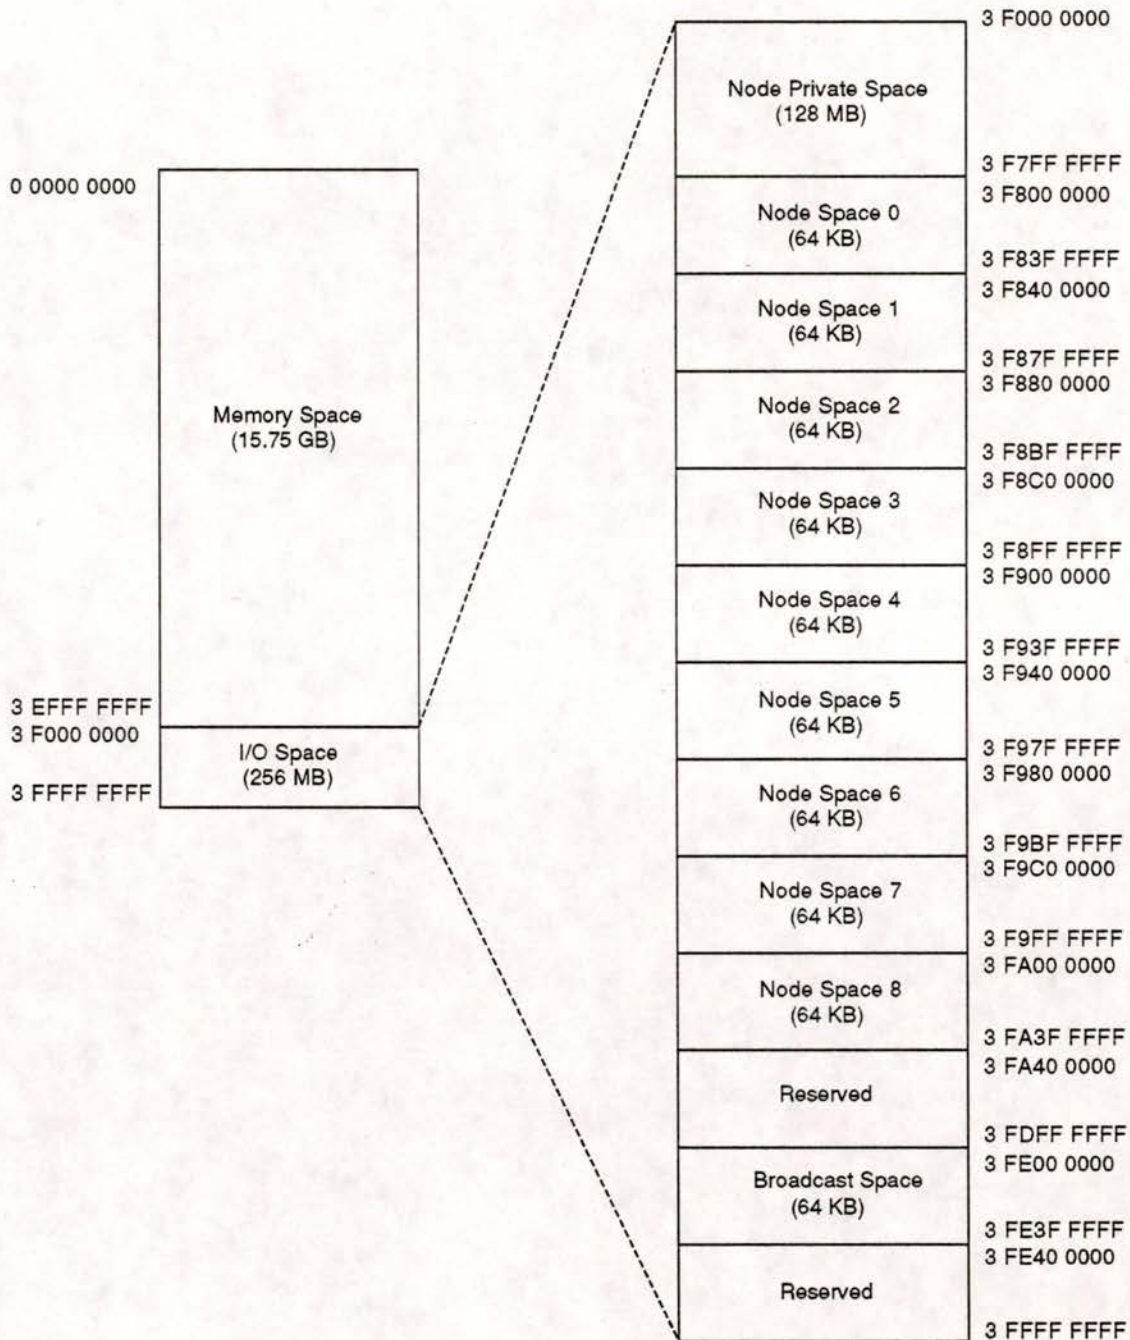 0 0000 0000
Memory Space
(15.75 GB)
3 EFFF FFFF
3 F000 0000
I/O Space
(256 MB)
3 FFFF FFFF
3 F000 0000
Node Private Space
(128 MB)
3 F7FF FFFF
3 F800 0000
Node Space 0
(64 KB)
3 F83F FFFF
3 F840 0000
Node Space 1
(64 KB)
3 F87F FFFF
3 F880 0000
Node Space 2
(64 KB)
3 F8BF FFFF
3 F8C0 0000
Node Space 3
(64 KB)
3 F8FF FFFF
3 F900 0000
Node Space 4
(64 KB)
3 F93F FFFF
3 F940 0000
Node Space 5
(64 KB)
3 F97F FFFF
3 F980 0000
Node Space 6
(64 KB)
3 F9BF FFFF
3 F9C0 0000
Node Space 7
(64 KB)
3 F9FF FFFF
3 FA00 0000
Node Space 8
(64 KB)
3 FA3F FFFF
3 FA40 0000
Reserved
3 FDFF FFFF
3 FE00 0000
Broadcast Space
(64 KB)
3 FE3F FFFF
3 FE40 0000
Reserved
3 FFFF FFFF